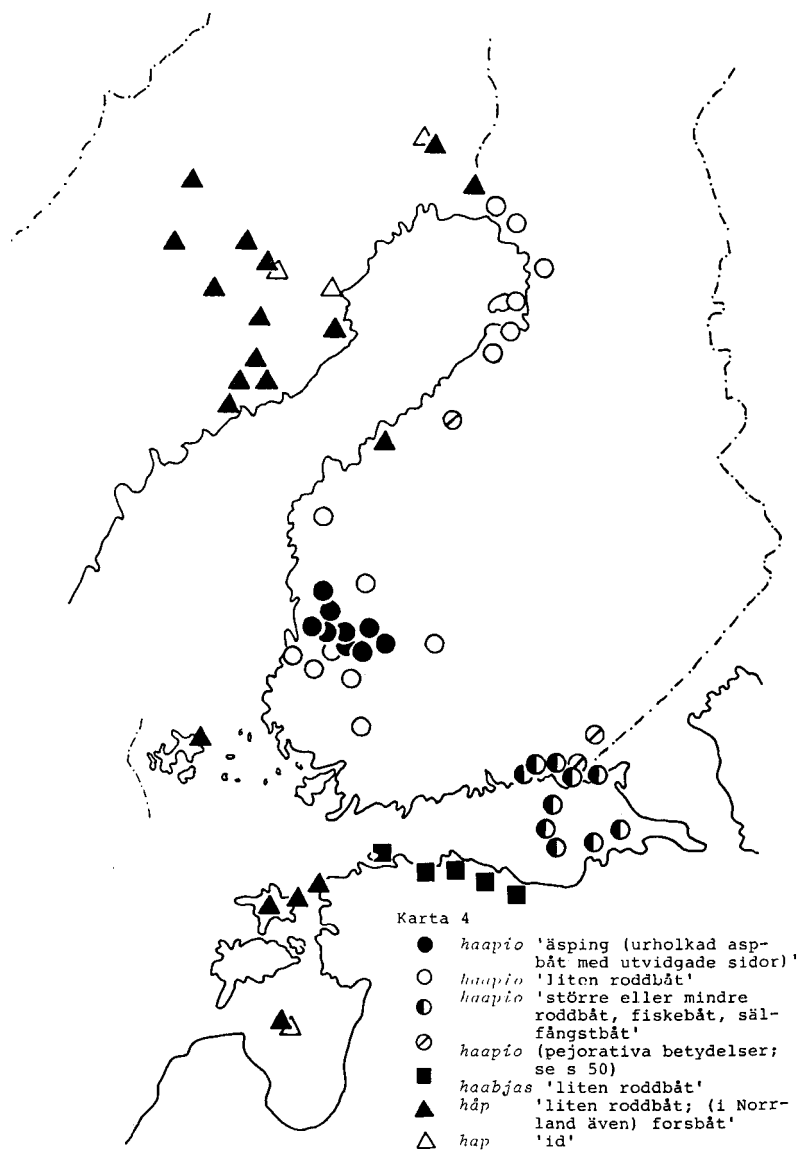 Karta 4
haapio 'äsping (urholkad asp-
båt med utvidgade sidor)'
haapio 'liten roddbåt'
haapio 'större eller mindre
roddbåt, fiskebåt, säl-
fångstbåt'
haapio (pejorativa betydelser;
se s 50)
haabjas 'liten roddbåt'
håp 'liten roddbåt; (i Norr-
land även) forsbåt'
hap 'id'